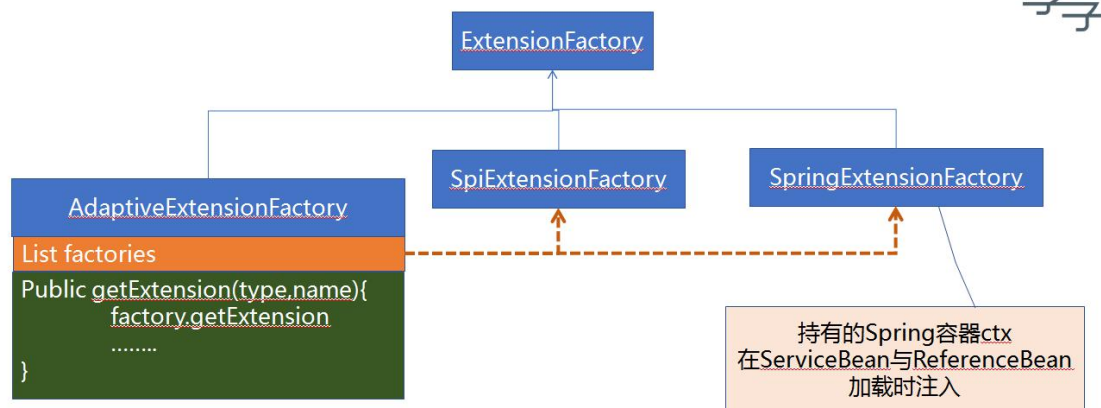 ExtensionFactory
SpiExtensionFactory
SpringExtensionFactory
AdaptiveExtensionFactory
List factories
Public getExtension(type,name){
factory.getExtension
........
}
持有的Spring容器ctx
在ServiceBean与ReferenceBean
加载时注入